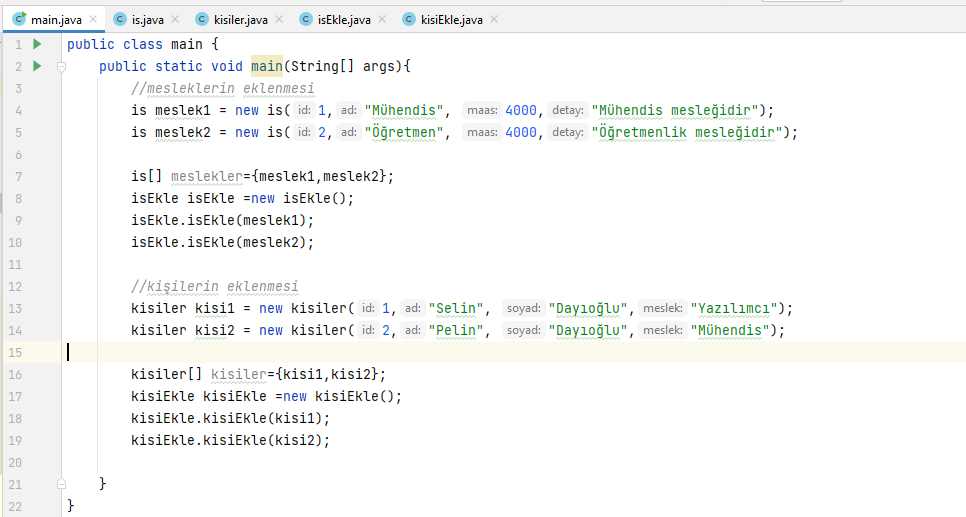 main.java is.java kisiler.java isEkle.java kisiEkle.java
1 public class main {
2 public static void main(String[] args){
3 //mesleklerin eklenmesi
4 is meslek1 = new is( id: 1, ad: "Mühendis", maas: 4000, detay: "Mühendis mesleğidir");
5 is meslek2 = new is( id: 2, ad: "Öğretmen", maas: 4000, detay: "Öğretmenlik mesleğidir");
6
7 is[] meslekler={meslek1,meslek2};
8 isEkle isEkle =new isEkle();
9 isEkle.isEkle(meslek1);
10 isEkle.isEkle(meslek2);
11
12 //kişilerin eklenmesi
13 kisiler kisi1 = new kisiler( id: 1, ad: "Selin", soyad: "Dayıoğlu", meslek: "Yazılımcı");
14 kisiler kisi2 = new kisiler( id: 2, ad: "Pelin", soyad: "Dayıoğlu", meslek: "Mühendis");
15
16 kisiler[] kisiler={kisi1,kisi2};
17 kisiEkle kisiEkle =new kisiEkle();
18 kisiEkle.kisiEkle(kisi1);
19 kisiEkle.kisiEkle(kisi2);
20
21 }
22 }